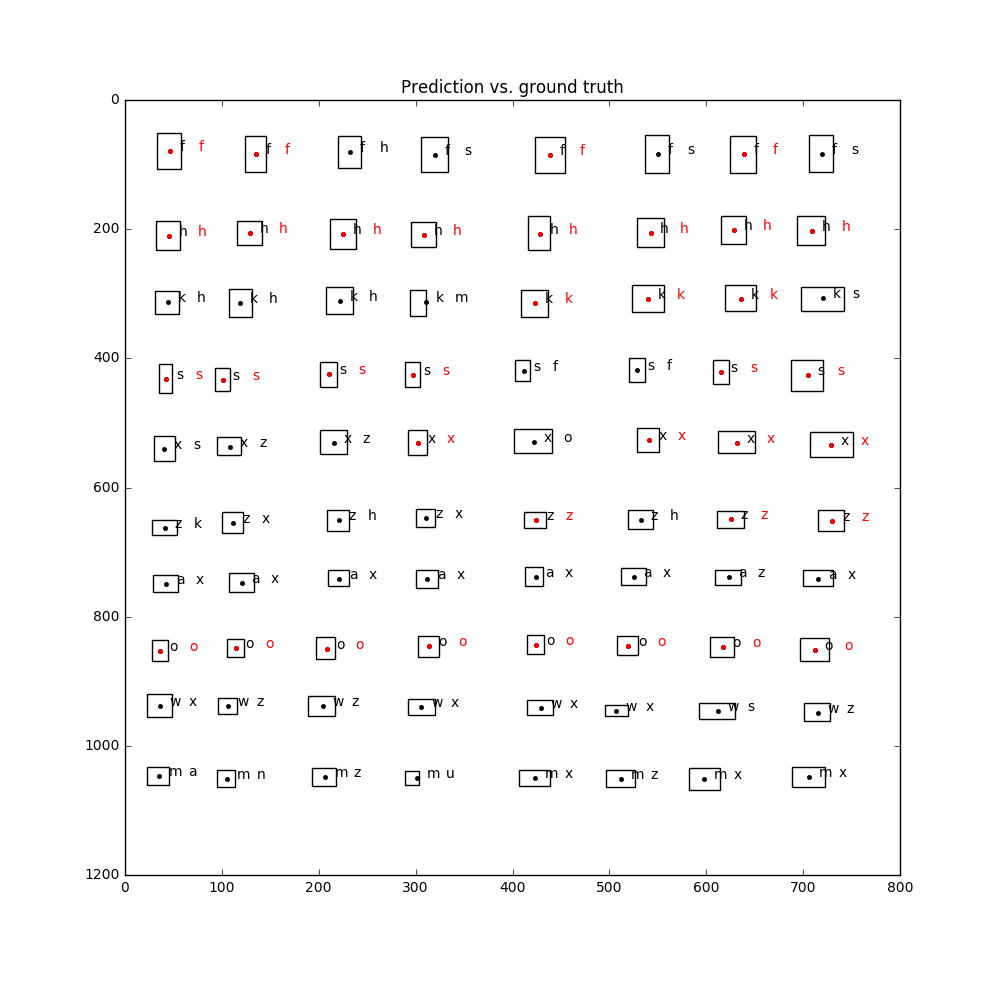 Prediction vs. ground truth
0
f f f f f h f s f f f s f f f s
200
h h h h h h h h h h h h h h h h
k h k h k h k m k k k k k k k s
400
s s s s s s s s s f s f s s s s
x s x z x z x x x o x x x x x x
600
z k z x z h z x z z z h z z z z
a x a x a x a x a x a x a z a x
800
o o o o o o o o o o o o o o o o
w x w z w z w x w x w x w s w z
1000
m a m n m z m u m x m z m x m x
1200
0 100 200 300 400 500 600 700 800